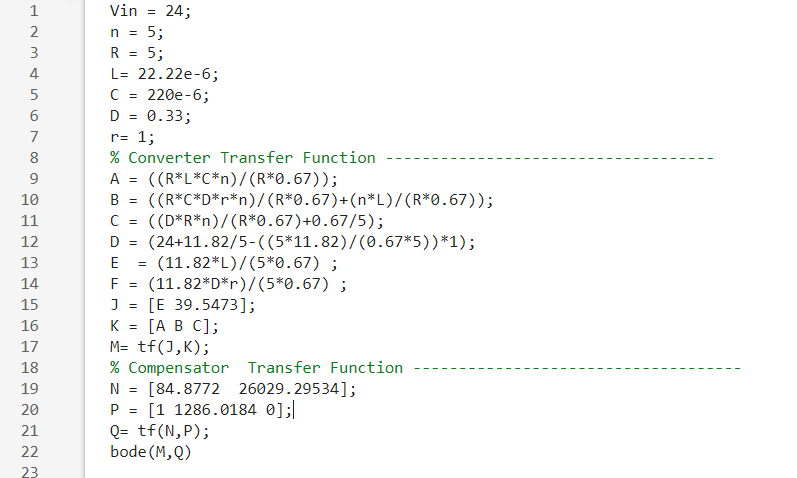 1 Vin = 24;
2 n = 5;
3 R = 5;
4 L= 22.22e-6;
5 C = 220e-6;
6 D = 0.33;
7 r= 1;
8 % Converter Transfer Function ------------------------------------
9 A = ((R*L*C*n)/(R*0.67));
10 B = ((R*C*D*r*n)/(R*0.67)+(n*L)/(R*0.67));
11 C = ((D*R*n)/(R*0.67)+0.67/5);
12 D = (24+11.82/5-((5*11.82)/(0.67*5))*1);
13 E  = (11.82*L)/(5*0.67) ;
14 F = (11.82*D*r)/(5*0.67) ;
15 J = [E 39.5473];
16 K = [A B C];
17 M= tf(J,K);
18 % Compensator  Transfer Function ------------------------------------
19 N = [84.8772  26029.29534];
20 P = [1 1286.0184 0];
21 Q= tf(N,P);
22 bode(M,Q)
23